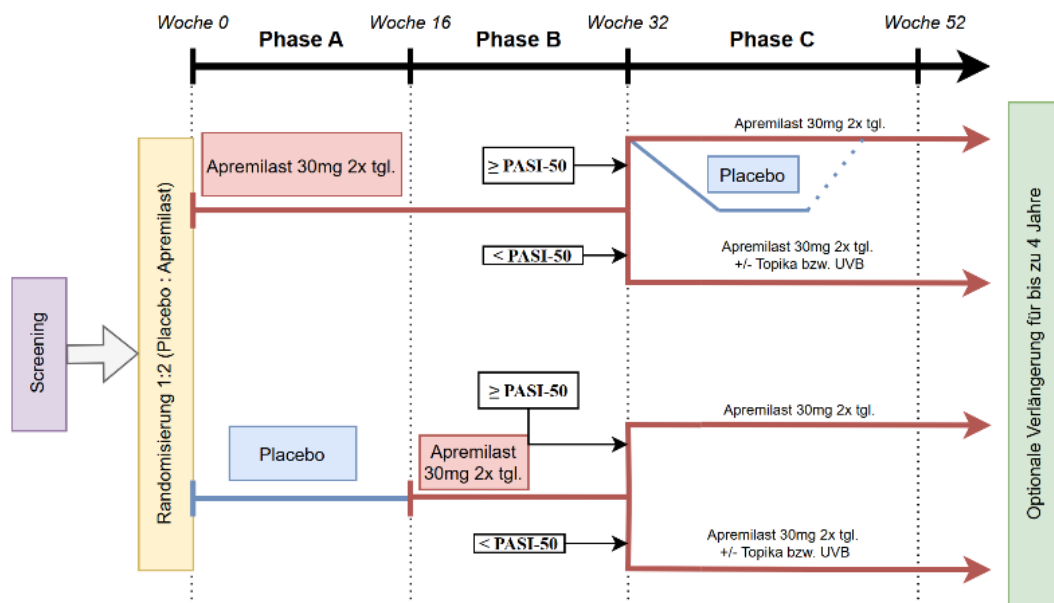 Woche 0
Woche 16
Woche 32
Woche 52
Phase A
Phase B
Phase C
Screening
Randomisierung 1:2 (Placebo : Apremilast)
Apremilast 30mg 2x tgl.
≥ PASI-50
< PASI-50
Apremilast 30mg 2x tgl.
Placebo
Apremilast 30mg 2x tgl.
+/- Topika bzw. UVB
Placebo
Apremilast
30mg 2x tgl.
≥ PASI-50
< PASI-50
Apremilast 30mg 2x tgl.
Apremilast 30mg 2x tgl.
+/- Topika bzw. UVB
Optionale Verlängerung für bis zu 4 Jahre